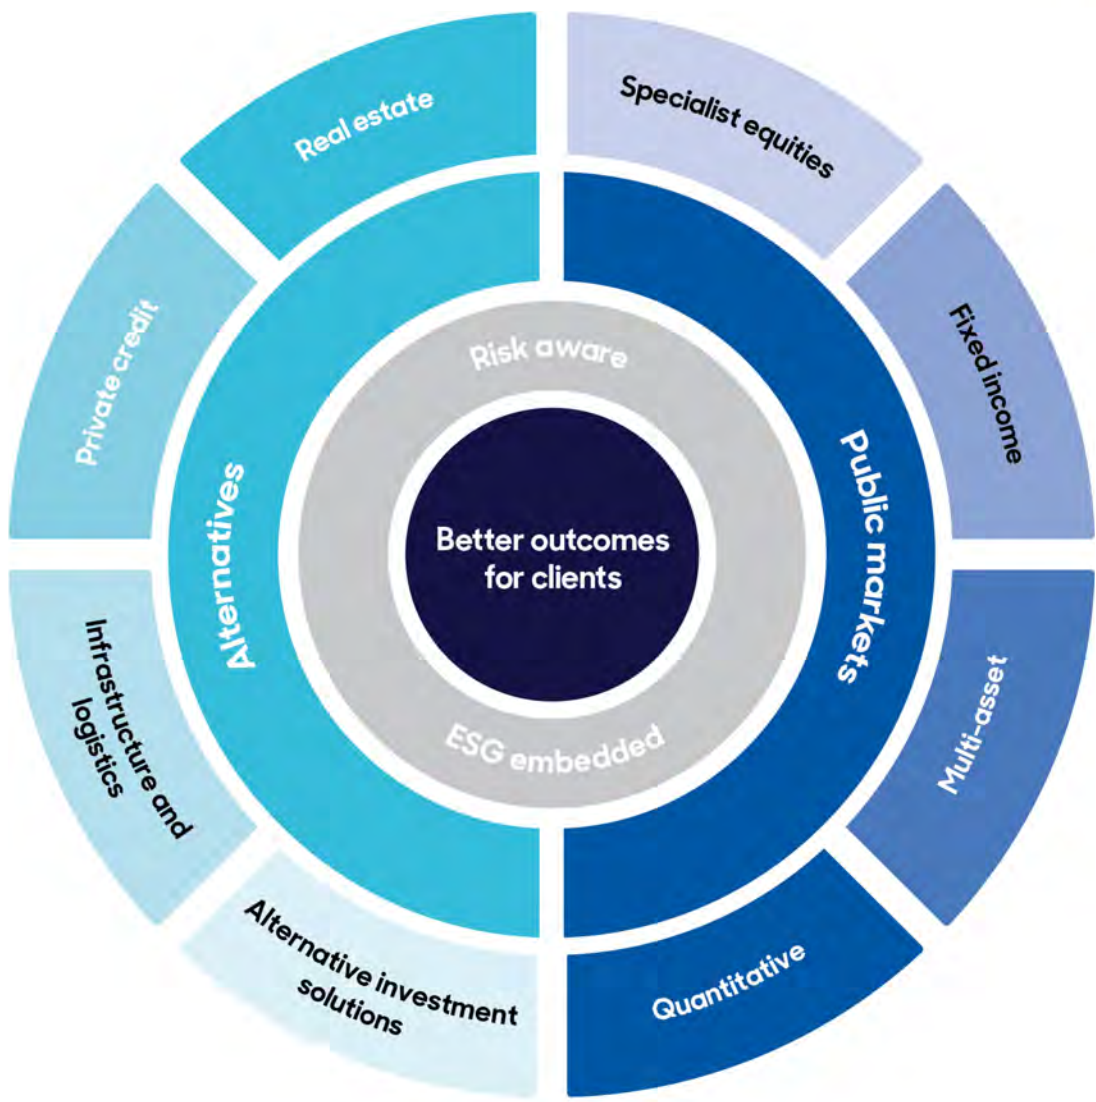 Real estate
Specialist equities
Private credit
Fixed income
Risk aware
Alternatives
Public markets
Better outcomes
for clients
Infrastructure and
logistics
Multi-asset
ESG embedded
Alternative investment
solutions
Quantitative